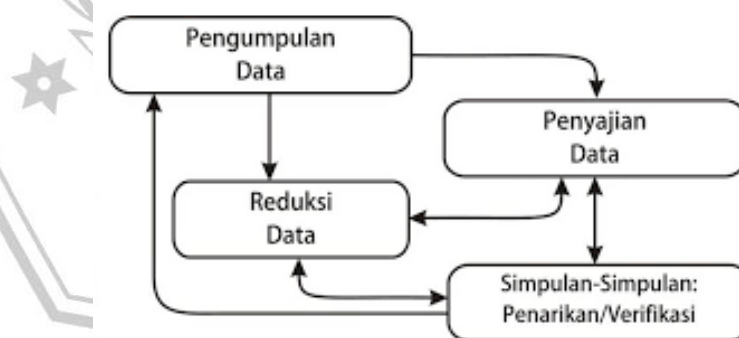 Pengumpulan
Data
Penyajian
Data
Reduksi
Data
Simpulan-Simpulan:
Penarikan/Verifikasi